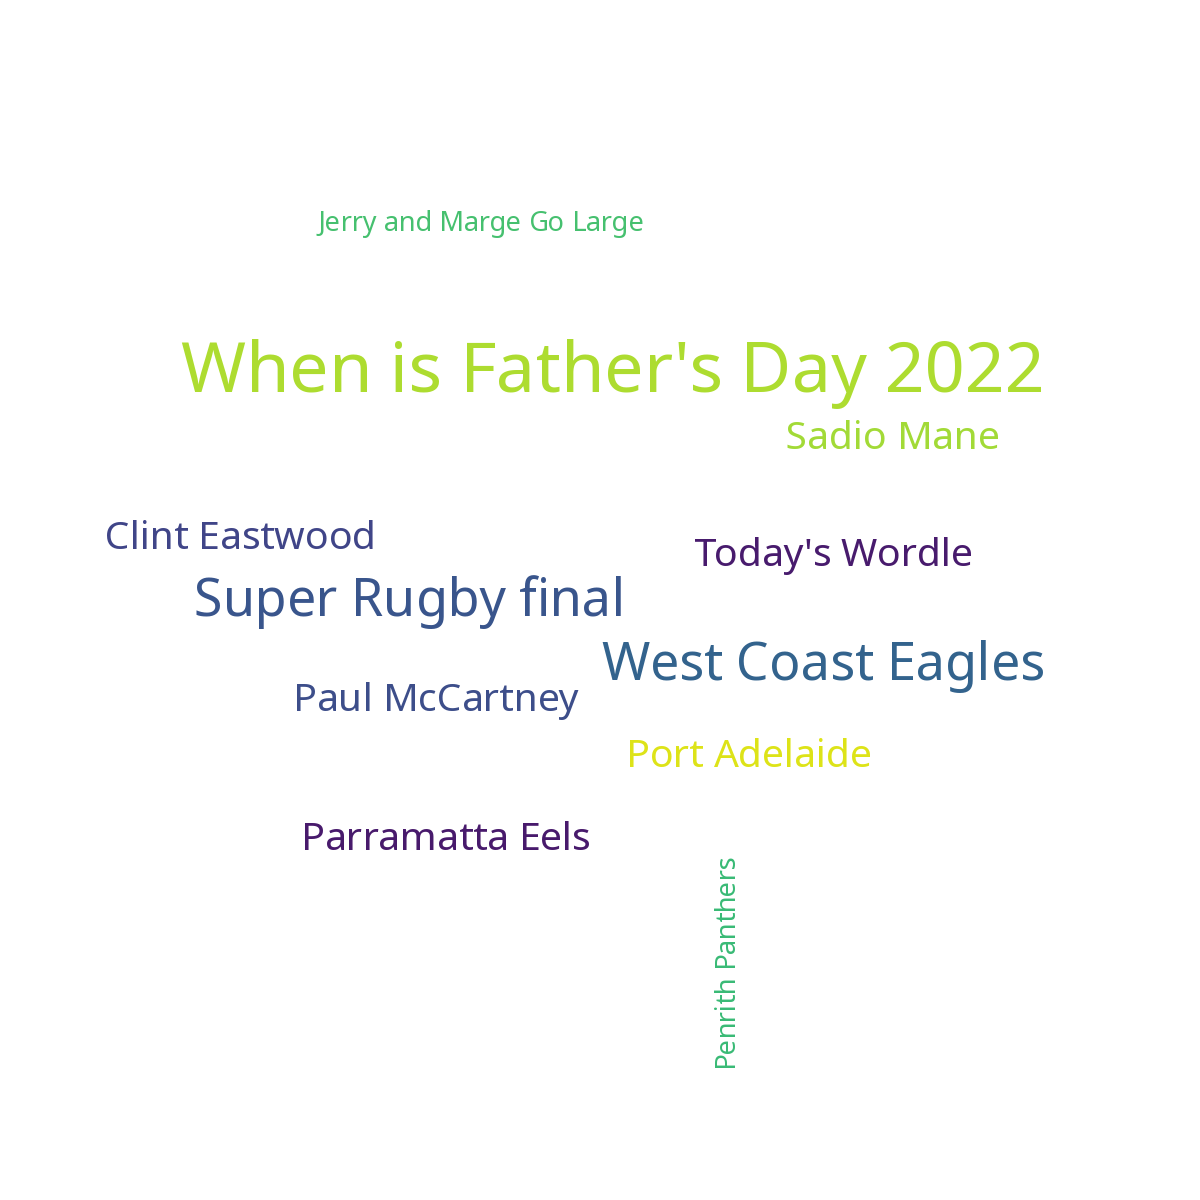 Jerry and Marge Go Large
When is Father's Day 2022
Sadio Mane
Clint Eastwood
Today's Wordle
Super Rugby final
West Coast Eagles
Paul McCartney
Port Adelaide
Parramatta Eels
Penrith Panthers